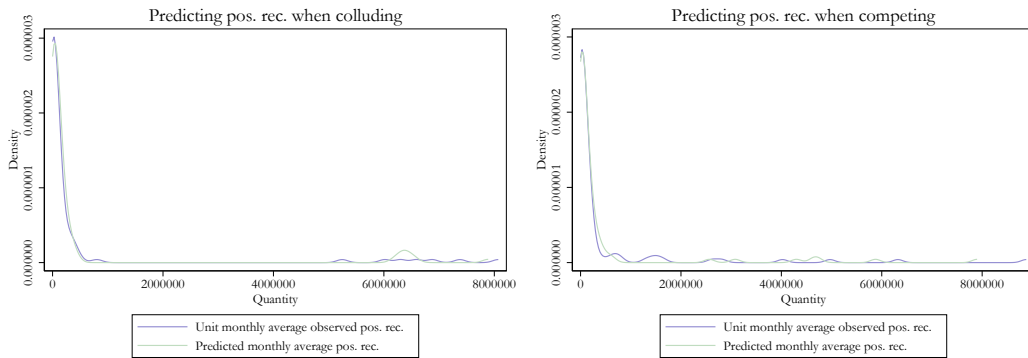 Predicting pos. rec. when colluding
Density
0.000000 0.000001 0.000002 0.000003
0 2000000 4000000 6000000 8000000
Quantity
Unit monthly average observed pos. rec.
Predicted monthly average pos. rec.
Predicting pos. rec. when competing
Density
0.000000 0.000001 0.000002 0.000003
0 2000000 4000000 6000000 8000000
Quantity
Unit monthly average observed pos. rec.
Predicted monthly average pos. rec.